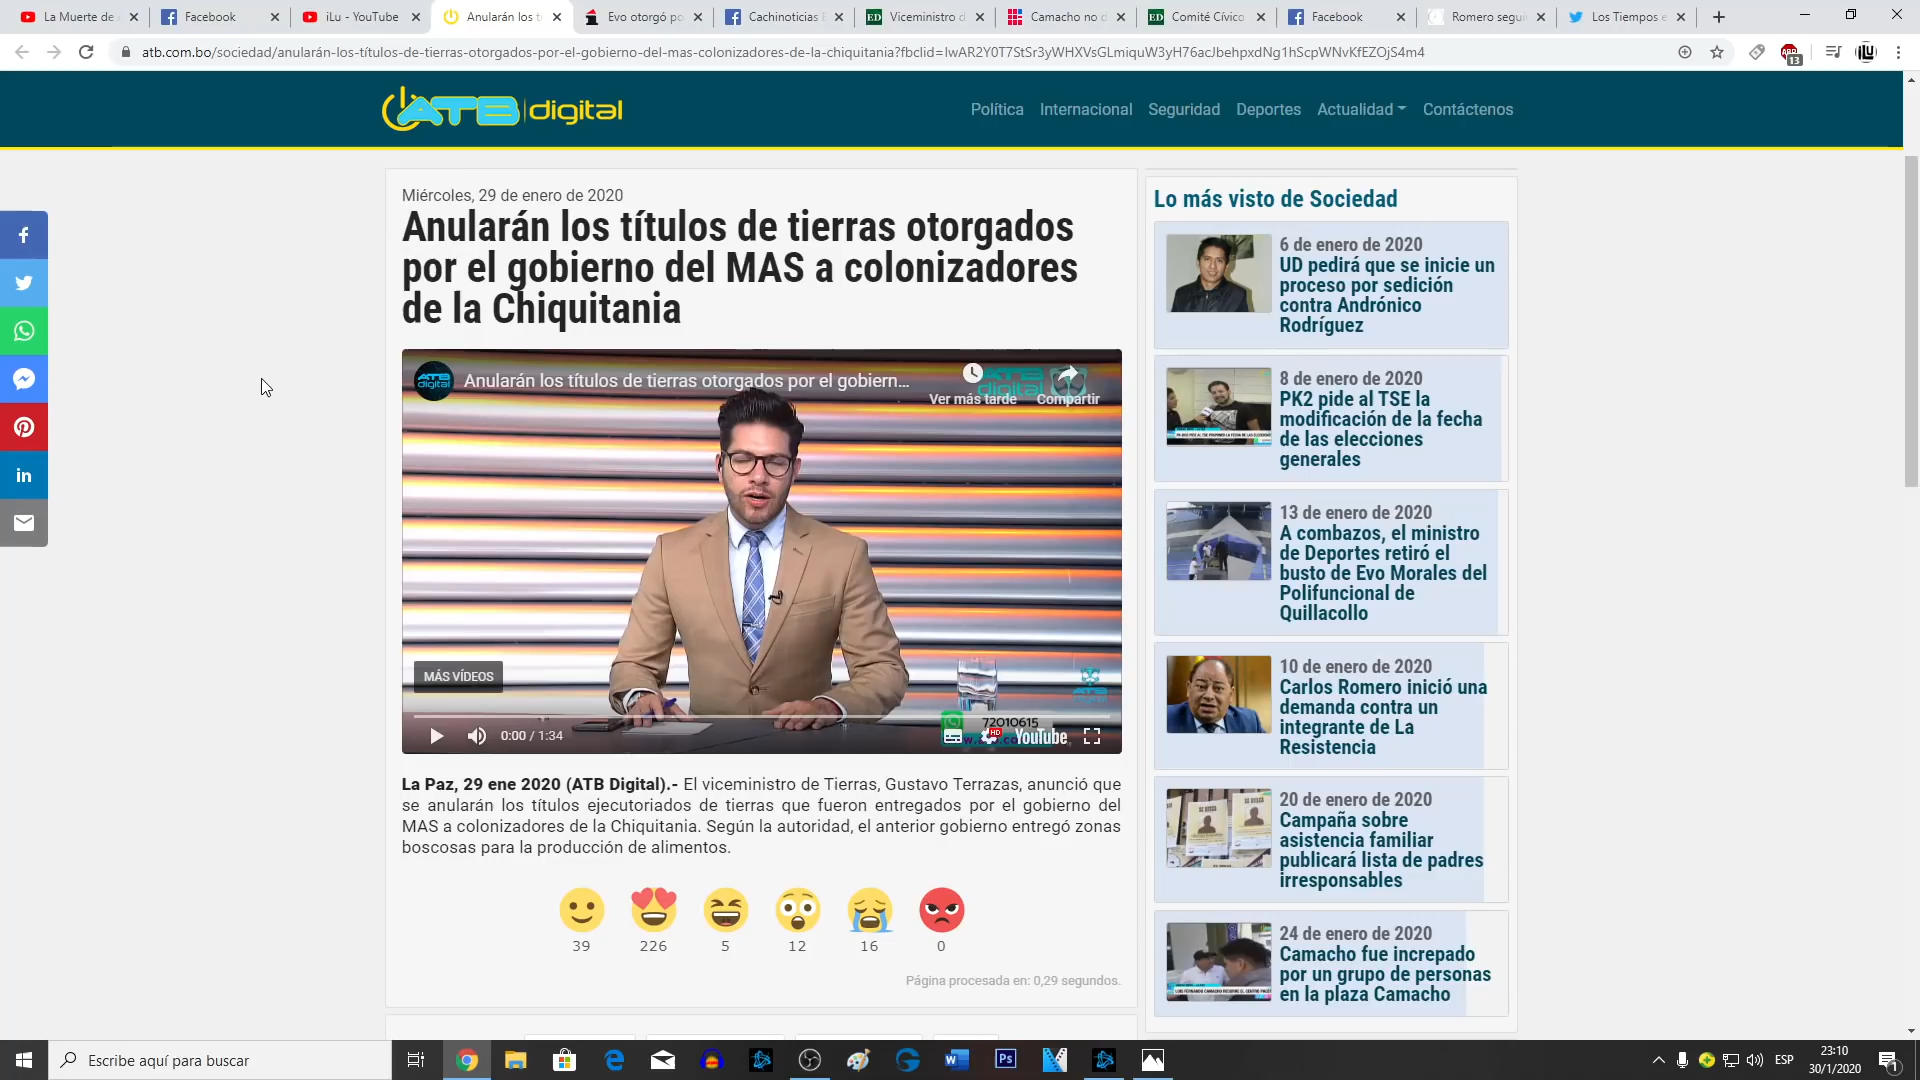 La Muerte de
Facebook
iLu - YouTube
Anularán los t
Evo otorgó po
Cachinoticias
Viceministro d
Camacho no
Comité Cívico
Facebook
Romero segui
Los Tiempos e
atb.com.bo/sociedad/anularán-los-títulos-de-tierras-otorgados-por-el-gobierno-del-mas-colonizadores-de-la-chiquitania?fbclid=IwAR2Y0T7StSr3yWHXVsGLmiquW3yH76acJbehpxdNg1hScpWNvKfEZOjS4m4
13
ATB digital
Política
Internacional
Seguridad
Deportes
Actualidad
Contáctenos
Miércoles, 29 de enero de 2020
Anularán los títulos de tierras otorgados
por el gobierno del MAS a colonizadores
de la Chiquitania
ATB digital
Anularán los títulos de tierras otorgados por el gobiern...
Ver más tarde
Compartir
MÁS VÍDEOS
72010615
0:00 / 1:34
HD
YouTube
La Paz, 29 ene 2020 (ATB Digital).- El viceministro de Tierras, Gustavo Terrazas, anunció que
se anularán los títulos ejecutoriados de tierras que fueron entregados por el gobierno del
MAS a colonizadores de la Chiquitania. Según la autoridad, el anterior gobierno entregó zonas
boscosas para la producción de alimentos.
39 226 5 12 16 0
Página procesada en: 0,29 segundos.
Lo más visto de Sociedad
6 de enero de 2020
UD pedirá que se inicie un
proceso por sedición
contra Andrónico
Rodríguez
8 de enero de 2020
PK2 pide al TSE la
modificación de la fecha
de las elecciones
generales
13 de enero de 2020
A combazos, el ministro
de Deportes retiró el
busto de Evo Morales del
Polifuncional de
Quillacollo
10 de enero de 2020
Carlos Romero inició una
demanda contra un
integrante de La
Resistencia
20 de enero de 2020
Campaña sobre
asistencia familiar
publicará lista de padres
irresponsables
24 de enero de 2020
Camacho fue increpado
por un grupo de personas
en la plaza Camacho
Escribe aquí para buscar
ESP
23:10
30/1/2020
1